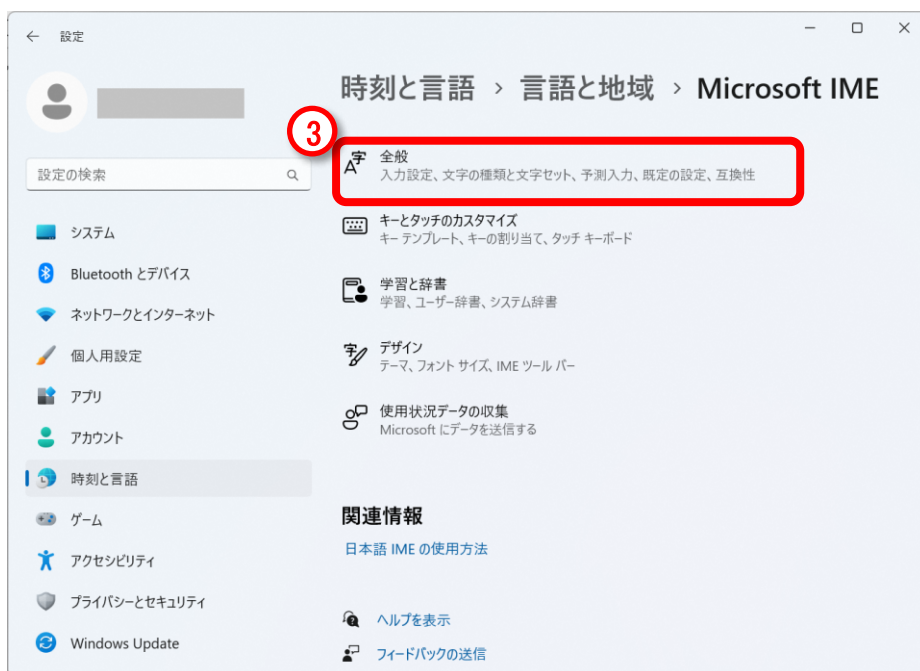 設定
時刻と言語 > 言語と地域 > Microsoft IME
③
設定の検索
システム
Bluetooth とデバイス
ネットワークとインターネット
個人用設定
アプリ
アカウント
時刻と言語
ゲーム
アクセシビリティ
プライバシーとセキュリティ
Windows Update
全般
入力設定、文字の種類と文字セット、予測入力、既定の設定、互換性
キーとタッチのカスタマイズ
キー テンプレート、キーの割り当て、タッチ キーボード
学習と辞書
学習、ユーザー辞書、システム辞書
デザイン
テーマ、フォント サイズ、IME ツール バー
使用状況データの収集
Microsoft にデータを送信する
関連情報
日本語 IME の使用方法
ヘルプを表示
フィードバックの送信